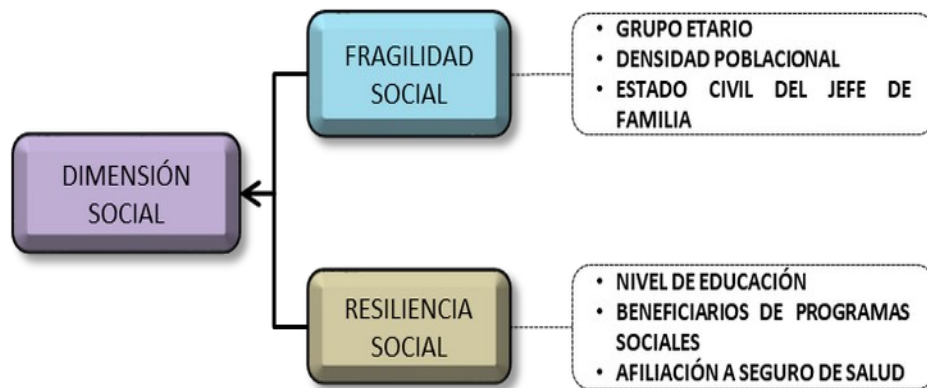 FRAGILIDAD
SOCIAL
• GRUPO ETARIO
• DENSIDAD POBLACIONAL
• ESTADO CIVIL DEL JEFE DE
FAMILIA
DIMENSIÓN
SOCIAL
RESILIENCIA
SOCIAL
• NIVEL DE EDUCACIÓN
• BENEFICIARIOS DE PROGRAMAS
SOCIALES
• AFILIACIÓN A SEGURO DE SALUD